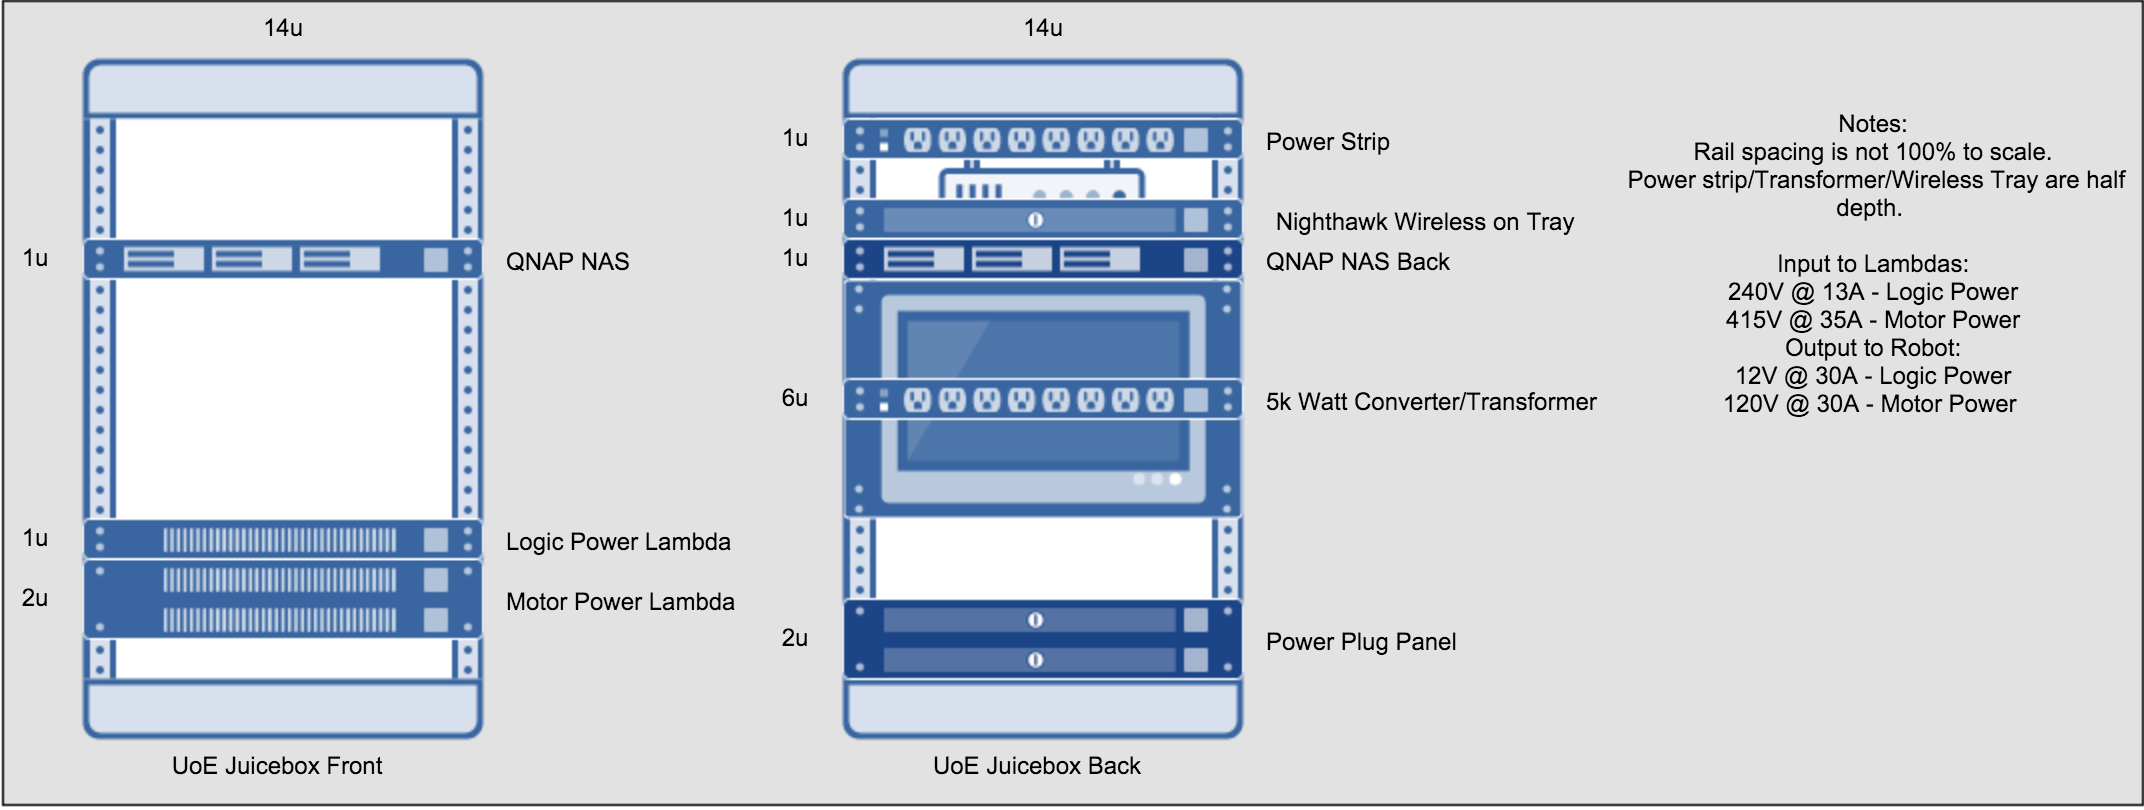 14u
1u
QNAP NAS
1u
Logic Power Lambda
2u
Motor Power Lambda
UoE Juicebox Front
14u
1u
Power Strip
1u
Nighthawk Wireless on Tray
1u
QNAP NAS Back
6u
5k Watt Converter/Transformer
2u
Power Plug Panel
UoE Juicebox Back
Notes:
Rail spacing is not 100% to scale.
Power strip/Transformer/Wireless Tray are half
depth.
Input to Lambdas:
240V @ 13A - Logic Power
415V @ 35A - Motor Power
Output to Robot:
12V @ 30A - Logic Power
120V @ 30A - Motor Power